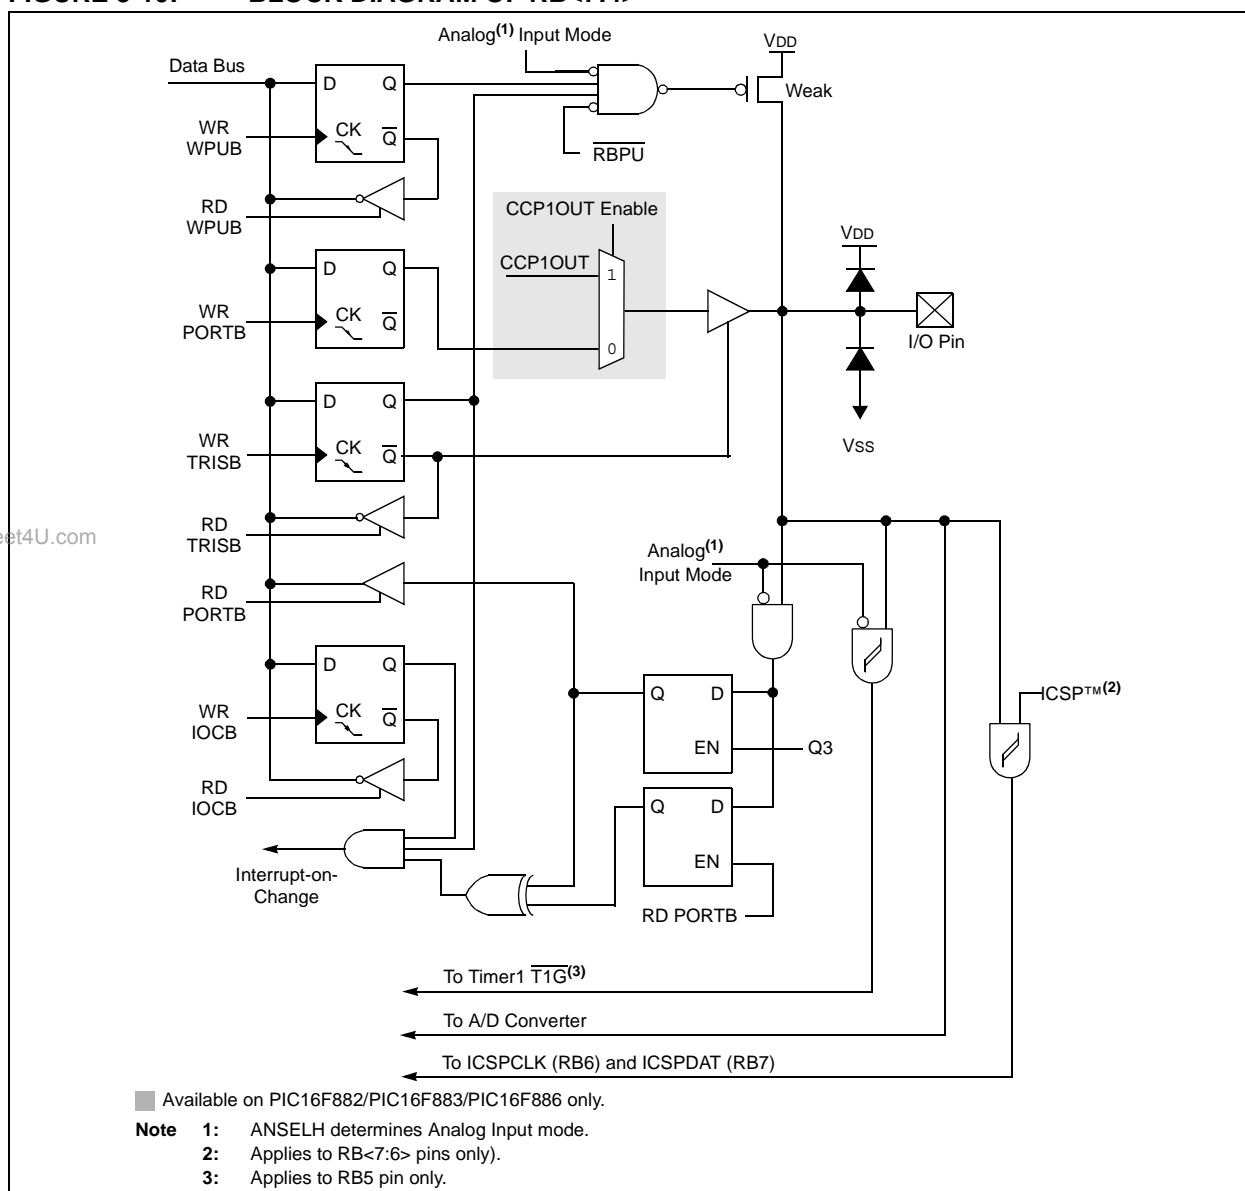 Analog(1) Input Mode
VDD
Data Bus
D Q
Weak
WR
WPUB
CK Q
RBPU
RD
WPUB
CCP1OUT Enable
VDD
CCP1OUT
1
D Q
WR
PORTB
CK Q
I/O Pin
0
D Q
WR
TRISB
CK Q
VSS
RD
TRISB
et4U.com
Analog(1)
Input Mode
RD
PORTB
D Q
Q D
ICSP™(2)
WR
IOCB
CK Q
EN
Q3
RD
IOCB
Q D
EN
Interrupt-on-
Change
RD PORTB
To Timer1 T1G(3)
To A/D Converter
To ICSPCLK (RB6) and ICSPDAT (RB7)
Available on PIC16F882/PIC16F883/PIC16F886 only.
Note 1: ANSELH determines Analog Input mode.
2: Applies to RB<7:6> pins only).
3: Applies to RB5 pin only.